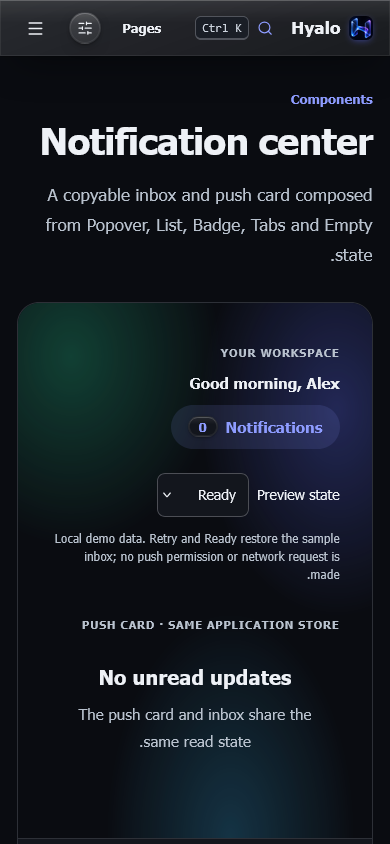 Hyalo
Ctrl K
Pages
Components
Notification center
A copyable inbox and push card composed
from Popover, List, Badge, Tabs and Empty
.state
YOUR WORKSPACE
Good morning, Alex
Notifications 0
Preview state
Ready
Local demo data. Retry and Ready restore the sample
inbox; no push permission or network request is
.made
PUSH CARD · SAME APPLICATION STORE
No unread updates
The push card and inbox share the
.same read state